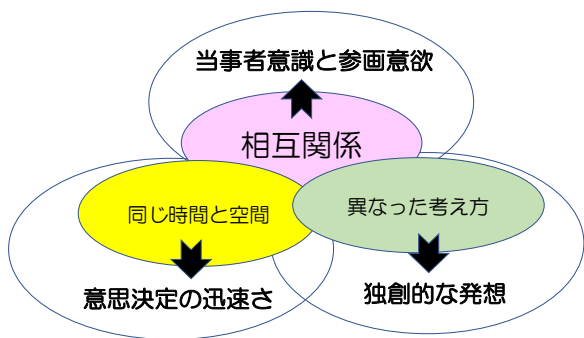 当事者意識と参画意欲
相互関係
同じ時間と空間
異なった考え方
意思決定の迅速さ
独創的な発想